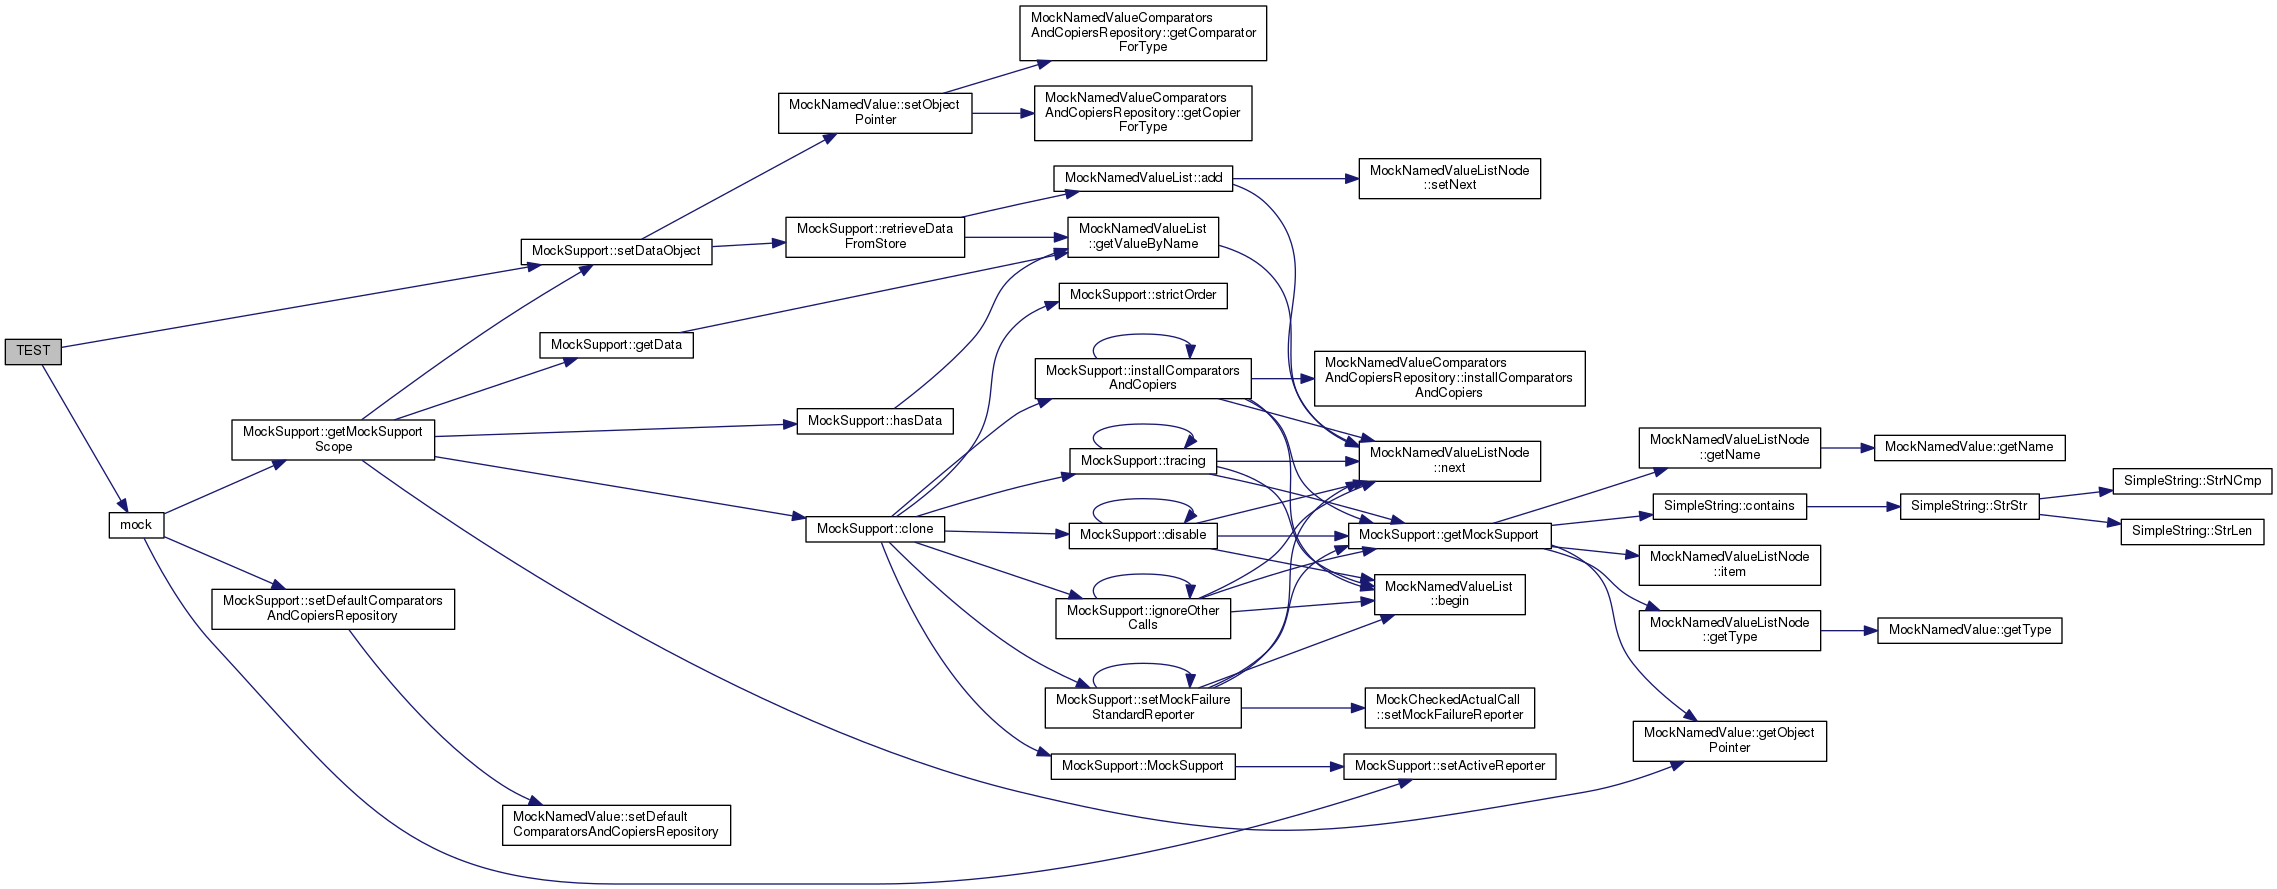 MockNamedValueComparators
AndCopiersRepository::getComparator
ForType
MockNamedValue::setObject
Pointer
MockNamedValueComparators
AndCopiersRepository::getCopier
ForType
MockNamedValueList::add
MockNamedValueListNode
::setNext
MockSupport::setDataObject
MockSupport::retrieveData
FromStore
MockNamedValueList
::getValueByName
MockSupport::strictOrder
TEST
MockSupport::getData
MockSupport::installComparators
AndCopiers
MockNamedValueComparators
AndCopiersRepository::installComparators
AndCopiers
MockSupport::getMockSupport
Scope
MockSupport::hasData
MockSupport::tracing
MockNamedValueListNode
::next
MockNamedValueListNode
::getName
MockNamedValue::getName
SimpleString::StrNCmp
mock
MockSupport::clone
MockSupport::disable
MockSupport::getMockSupport
SimpleString::contains
SimpleString::StrStr
SimpleString::StrLen
MockNamedValueListNode
::item
MockSupport::setDefaultComparators
AndCopiersRepository
MockSupport::ignoreOther
Calls
MockNamedValueList
::begin
MockNamedValueListNode
::getType
MockNamedValue::getType
MockSupport::setMockFailure
StandardReporter
MockCheckedActualCall
::setMockFailureReporter
MockNamedValue::getObject
Pointer
MockSupport::MockSupport
MockSupport::setActiveReporter
MockNamedValue::setDefault
ComparatorsAndCopiersRepository